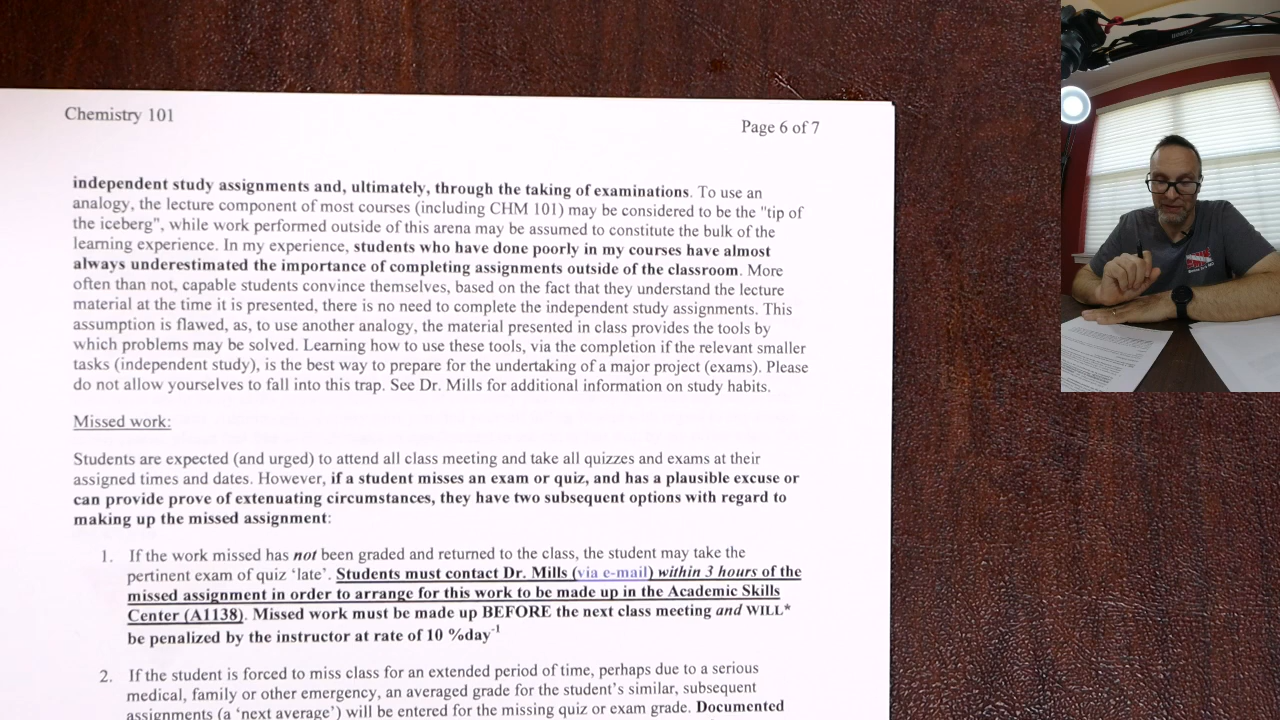 Chemistry 101
Page 6 of 7
independent study assignments and, ultimately, through the taking of examinations. To use an
analogy, the lecture component of most courses (including CHM 101) may be considered to be the "tip of
the iceberg", while work performed outside of this arena may be assumed to constitute the bulk of the
learning experience. In my experience, students who have done poorly in my courses have almost
always underestimated the importance of completing assignments outside of the classroom. More
often than not, capable students convince themselves, based on the fact that they understand the lecture
material at the time it is presented, there is no need to complete the independent study assignments. This
assumption is flawed, as, to use another analogy, the material presented in class provides the tools by
which problems may be solved. Learning how to use these tools, via the completion if the relevant smaller
tasks (independent study), is the best way to prepare for the undertaking of a major project (exams). Please
do not allow yourselves to fall into this trap. See Dr. Mills for additional information on study habits.
Missed work:
Students are expected (and urged) to attend all class meeting and take all quizzes and exams at their
assigned times and dates. However, if a student misses an exam or quiz, and has a plausible excuse or
can provide prove of extenuating circumstances, they have two subsequent options with regard to
making up the missed assignment:
1. If the work missed has not been graded and returned to the class, the student may take the
pertinent exam of quiz ‘late’. Students must contact Dr. Mills (via e-mail) within 3 hours of the
missed assignment in order to arrange for this work to be made up in the Academic Skills
Center (A1138). Missed work must be made up BEFORE the next class meeting and WILL*
be penalized by the instructor at rate of 10 %day⁻¹
2. If the student is forced to miss class for an extended period of time, perhaps due to a serious
medical, family or other emergency, an averaged grade for the student’s similar, subsequent
assignments (a ‘next average’) will be entered for the missing quiz or exam grade. Documented